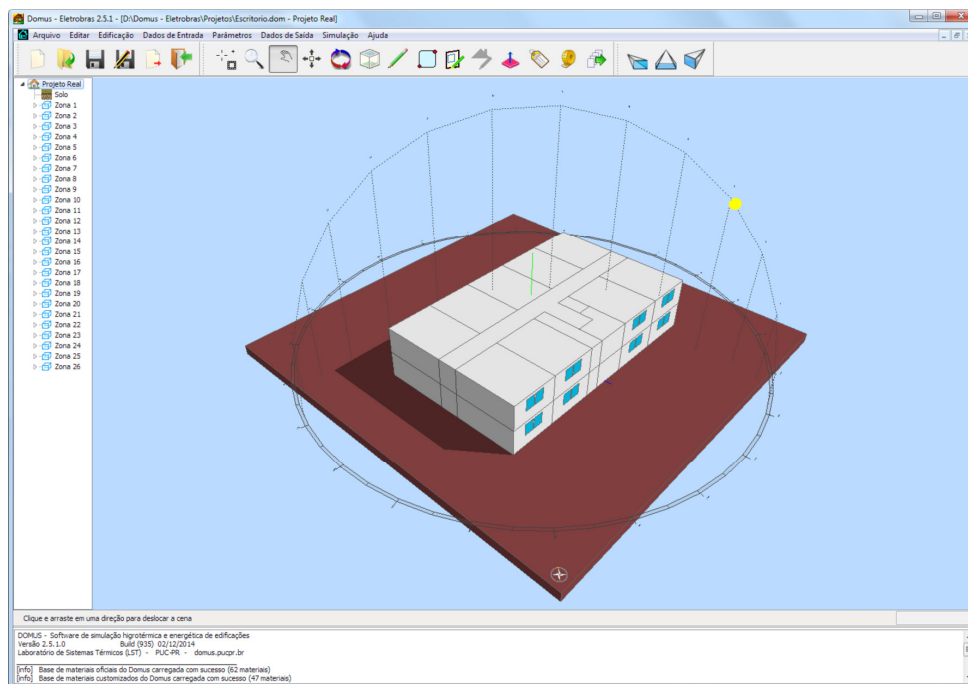 Domus - Eletrobras 2.5.1 - [D:\Domus - Eletrobras\Projetos\Escritorio.dom - Projeto Real]
Arquivo Editar Edificação Dados de Entrada Parâmetros Dados de Saída Simulação Ajuda
Projeto Real
Solo
Zona 1
Zona 2
Zona 3
Zona 4
Zona 5
Zona 6
Zona 7
Zona 8
Zona 9
Zona 10
Zona 11
Zona 12
Zona 13
Zona 14
Zona 15
Zona 16
Zona 17
Zona 18
Zona 19
Zona 20
Zona 21
Zona 22
Zona 23
Zona 24
Zona 25
Zona 26
Clique e arraste em uma direção para deslocar a cena
DOMUS - Software de simulação higrotérmica e energética de edificações
Versão 2.5.1.0 Build (935) 02/12/2014
Laboratório de Sistemas Térmicos (LST) - PUC-PR - domus.pucpr.br
[info] Base de materiais oficiais do Domus carregada com sucesso (62 materiais)
[info] Base de materiais customizados do Domus carregada com sucesso (47 materiais)